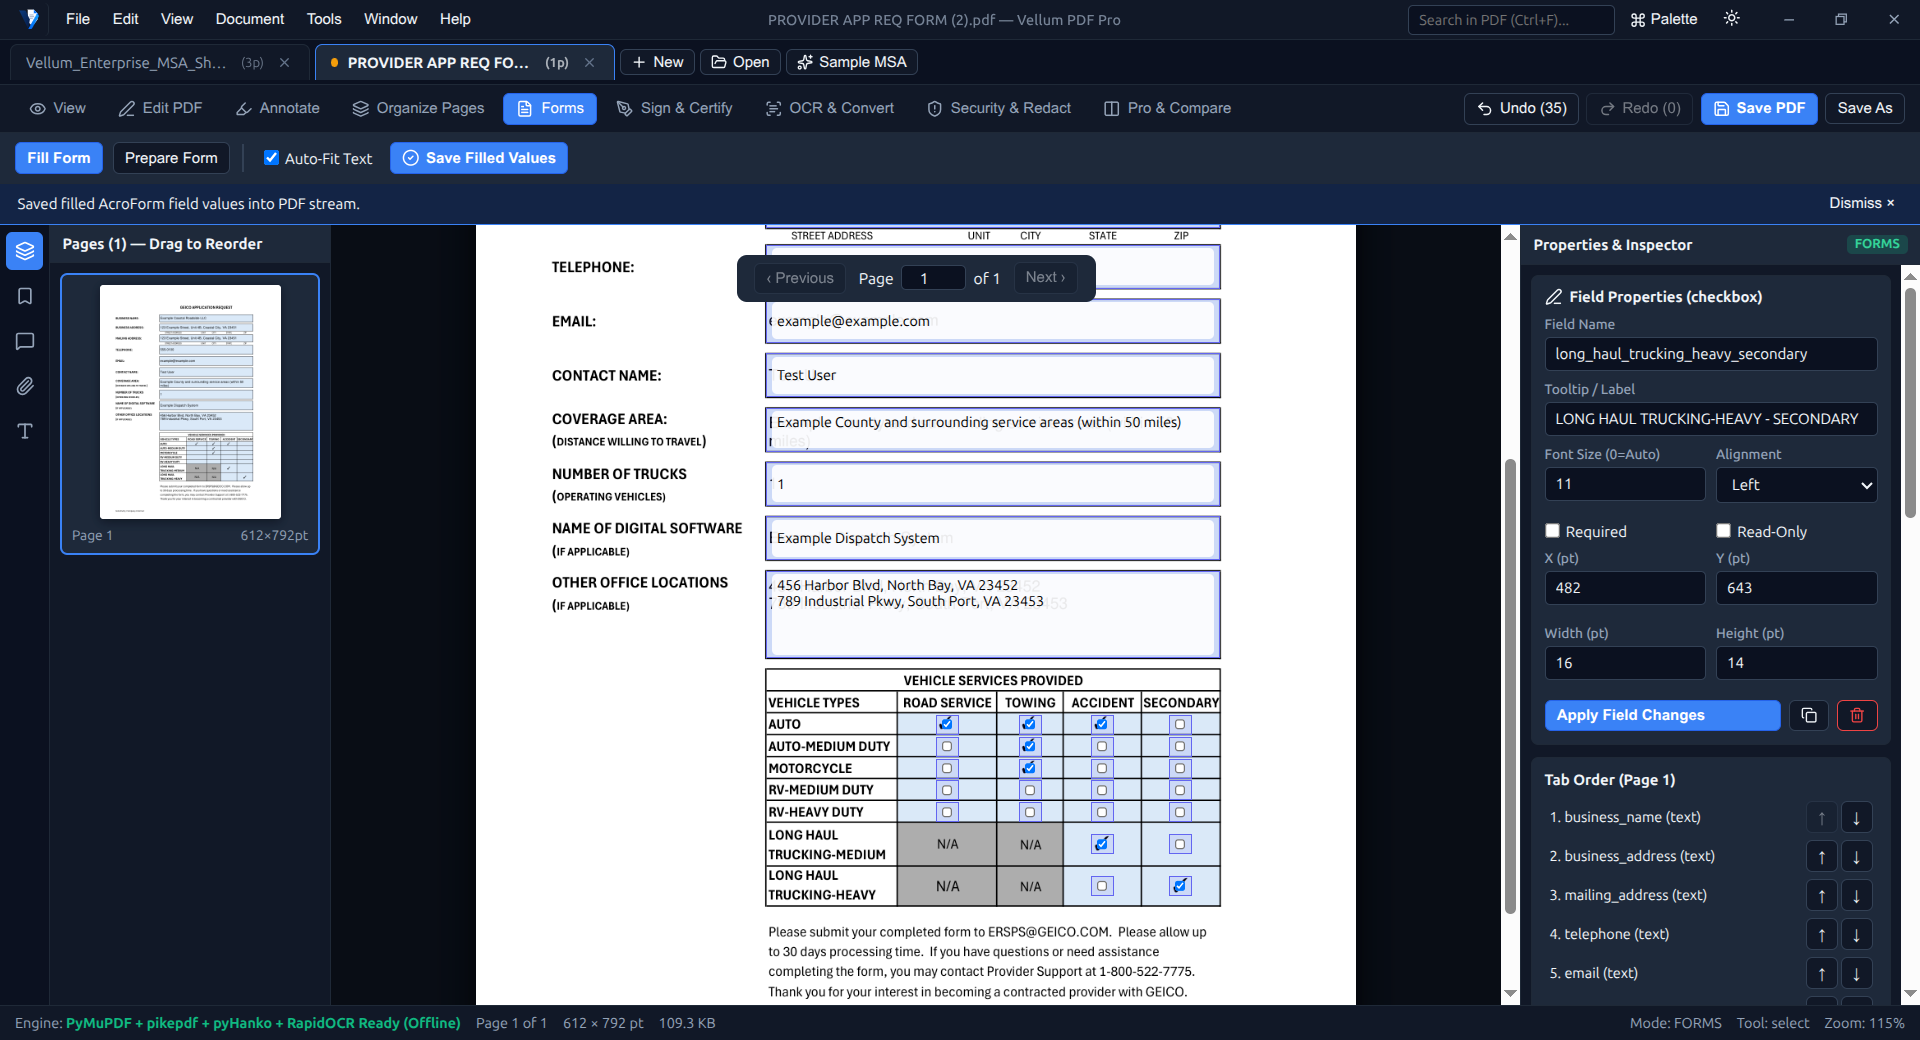 File Edit View Document Tools Window Help
PROVIDER APP REQ FORM (2).pdf — Vellum PDF Pro
Search in PDF (Ctrl+F)...
⌘ Palette
Vellum_Enterprise_MSA_Sh... (3p) ×
PROVIDER APP REQ FO... (1p) ×
+ New
Open
Sample MSA
View
Edit PDF
Annotate
Organize Pages
Forms
Sign & Certify
OCR & Convert
Security & Redact
Pro & Compare
Undo (35)
Redo (0)
Save PDF
Save As
Fill Form
Prepare Form
Auto-Fit Text
Save Filled Values
Saved filled AcroForm field values into PDF stream.
Dismiss ×
Pages (1) — Drag to Reorder
GEICO APPLICATION REQUEST
Page 1
612×792pt
STREET ADDRESS UNIT CITY STATE ZIP
TELEPHONE:
‹ Previous Page 1 of 1 Next ›
EMAIL:
example@example.com
CONTACT NAME:
Test User
COVERAGE AREA:
(DISTANCE WILLING TO TRAVEL)
Example County and surrounding service areas (within 50 miles)
miles)
NUMBER OF TRUCKS
(OPERATING VEHICLES)
1
NAME OF DIGITAL SOFTWARE
(IF APPLICABLE)
Example Dispatch System
OTHER OFFICE LOCATIONS
(IF APPLICABLE)
456 Harbor Blvd, North Bay, VA 23452
789 Industrial Pkwy, South Port, VA 23453
VEHICLE SERVICES PROVIDED
VEHICLE TYPES ROAD SERVICE TOWING ACCIDENT SECONDARY
AUTO
AUTO-MEDIUM DUTY
MOTORCYCLE
RV-MEDIUM DUTY
RV-HEAVY DUTY
LONG HAUL
TRUCKING-MEDIUM
N/A N/A
LONG HAUL
TRUCKING-HEAVY
N/A N/A
Please submit your completed form to ERSPS@GEICO.COM. Please allow up
to 30 days processing time. If you have questions or need assistance
completing the form, you may contact Provider Support at 1-800-522-7775.
Thank you for your interest in becoming a contracted provider with GEICO.
Properties & Inspector
FORMS
Field Properties (checkbox)
Field Name
long_haul_trucking_heavy_secondary
Tooltip / Label
LONG HAUL TRUCKING-HEAVY - SECONDARY
Font Size (0=Auto) Alignment
11 Left
Required Read-Only
X (pt) Y (pt)
482 643
Width (pt) Height (pt)
16 14
Apply Field Changes
Tab Order (Page 1)
1. business_name (text) ↑ ↓
2. business_address (text) ↑ ↓
3. mailing_address (text) ↑ ↓
4. telephone (text) ↑ ↓
5. email (text) ↑ ↓
Engine: PyMuPDF + pikepdf + pyHanko + RapidOCR Ready (Offline) Page 1 of 1 612 × 792 pt 109.3 KB
Mode: FORMS Tool: select Zoom: 115%